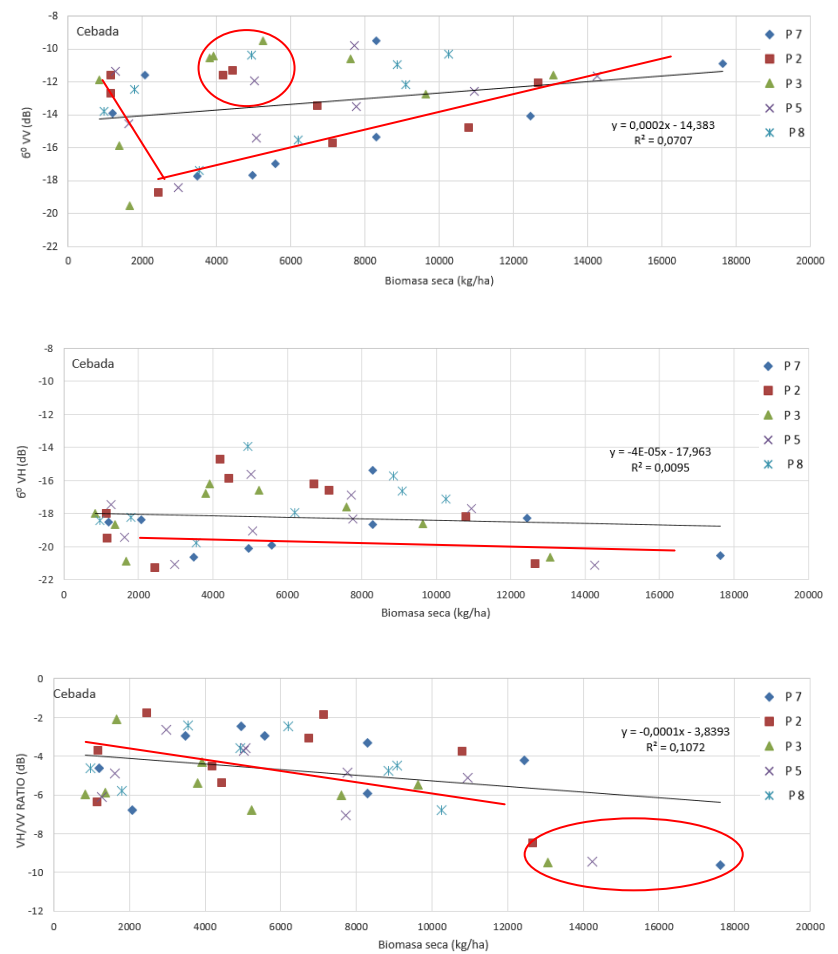 Cebada
-8
-10
-12
-14
-16
-18
-20
-22
6⁰ VV (dB)
0 2000 4000 6000 8000 10000 12000 14000 16000 18000 20000
Biomasa seca (kg/ha)
y = 0,0002x - 14,383
R² = 0,0707
P 7
P 2
P 3
P 5
P 8
Cebada
-8
-10
-12
-14
-16
-18
-20
-22
6⁰ VH (dB)
0 2000 4000 6000 8000 10000 12000 14000 16000 18000 20000
Biomasa seca (kg/ha)
y = -4E-05x - 17,963
R² = 0,0095
P 7
P 2
P 3
P 5
P 8
Cebada
0
-2
-4
-6
-8
-10
-12
VH/VV RATIO (dB)
0 2000 4000 6000 8000 10000 12000 14000 16000 18000 20000
Biomasa seca (kg/ha)
y = -0,0001x - 3,8393
R² = 0,1072
P 7
P 2
P 3
P 5
P 8